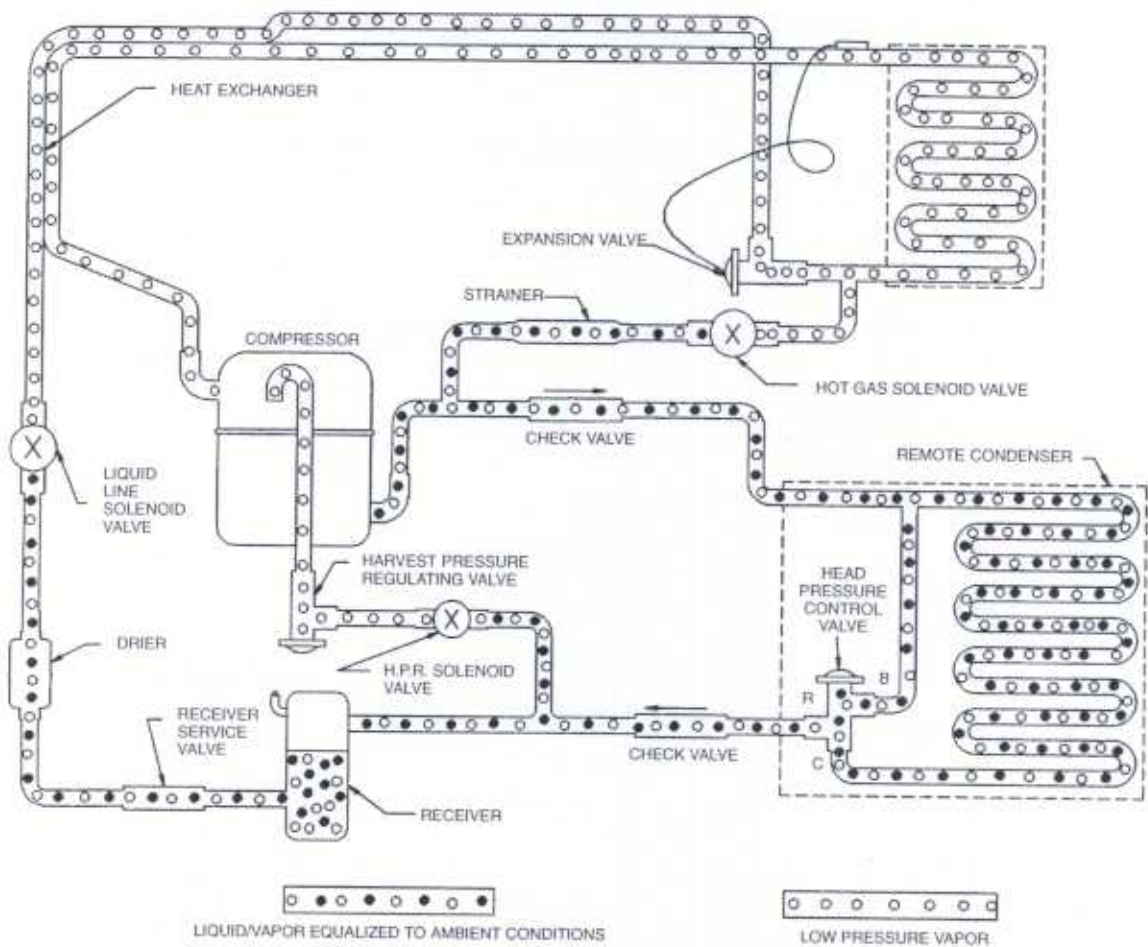 HEAT EXCHANGER
EXPANSION VALVE
STRAINER
COMPRESSOR
HOT GAS SOLENOID VALVE
CHECK VALVE
REMOTE CONDENSER
LIQUID
LINE
SOLENOID
VALVE
HARVEST PRESSURE
REGULATING VALVE
HEAD
PRESSURE
CONTROL
VALVE
DRIER
H.P.R. SOLENOID
VALVE
B
R
RECEIVER
SERVICE
VALVE
CHECK VALVE
C
RECEIVER
LIQUID/VAPOR EQUALIZED TO AMBIENT CONDITIONS
LOW PRESSURE VAPOR
X
X
X